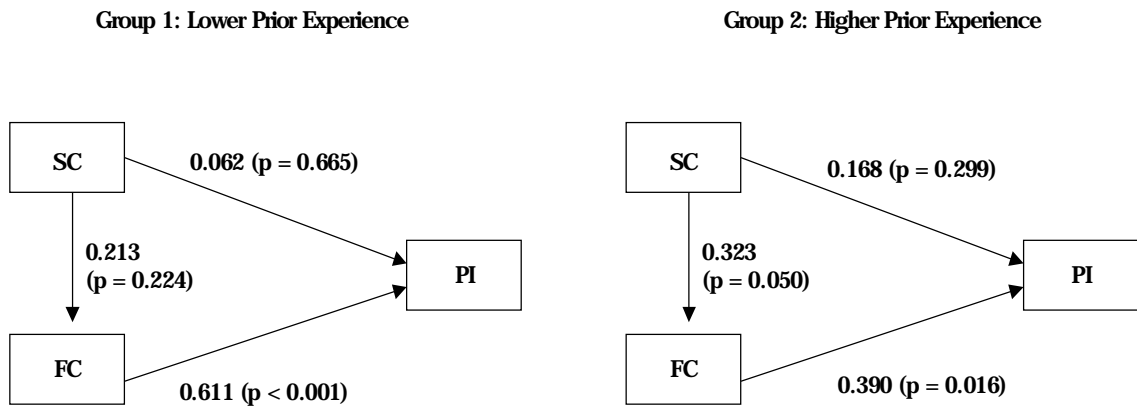 Group 1: Lower Prior Experience
SC
0.062 (p = 0.665)
0.213
(p = 0.224)
PI
FC
0.611 (p < 0.001)
Group 2: Higher Prior Experience
SC
0.168 (p = 0.299)
0.323
(p = 0.050)
PI
FC
0.390 (p = 0.016)